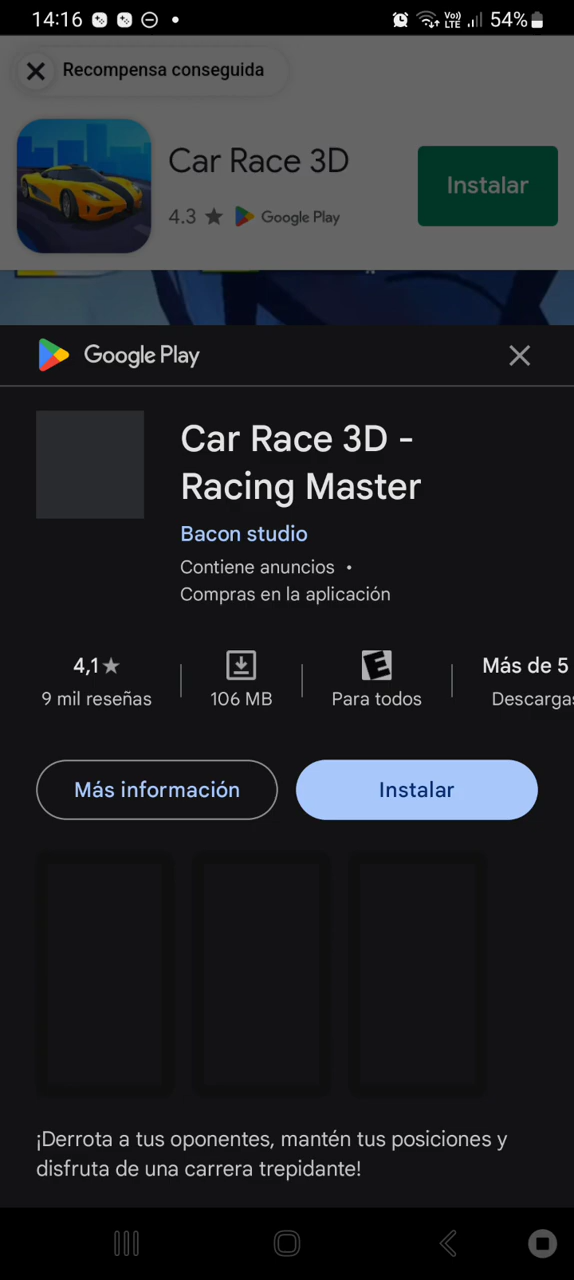 14:16
Vo))
LTE
54%
Recompensa conseguida
Car Race 3D
4.3 ★ Google Play
Instalar
Google Play
Car Race 3D -
Racing Master
Bacon studio
Contiene anuncios •
Compras en la aplicación
4,1★
9 mil reseñas
106 MB
E
Para todos
Más de 5
Descargas
Más información
Instalar
¡Derrota a tus oponentes, mantén tus posiciones y
disfruta de una carrera trepidante!